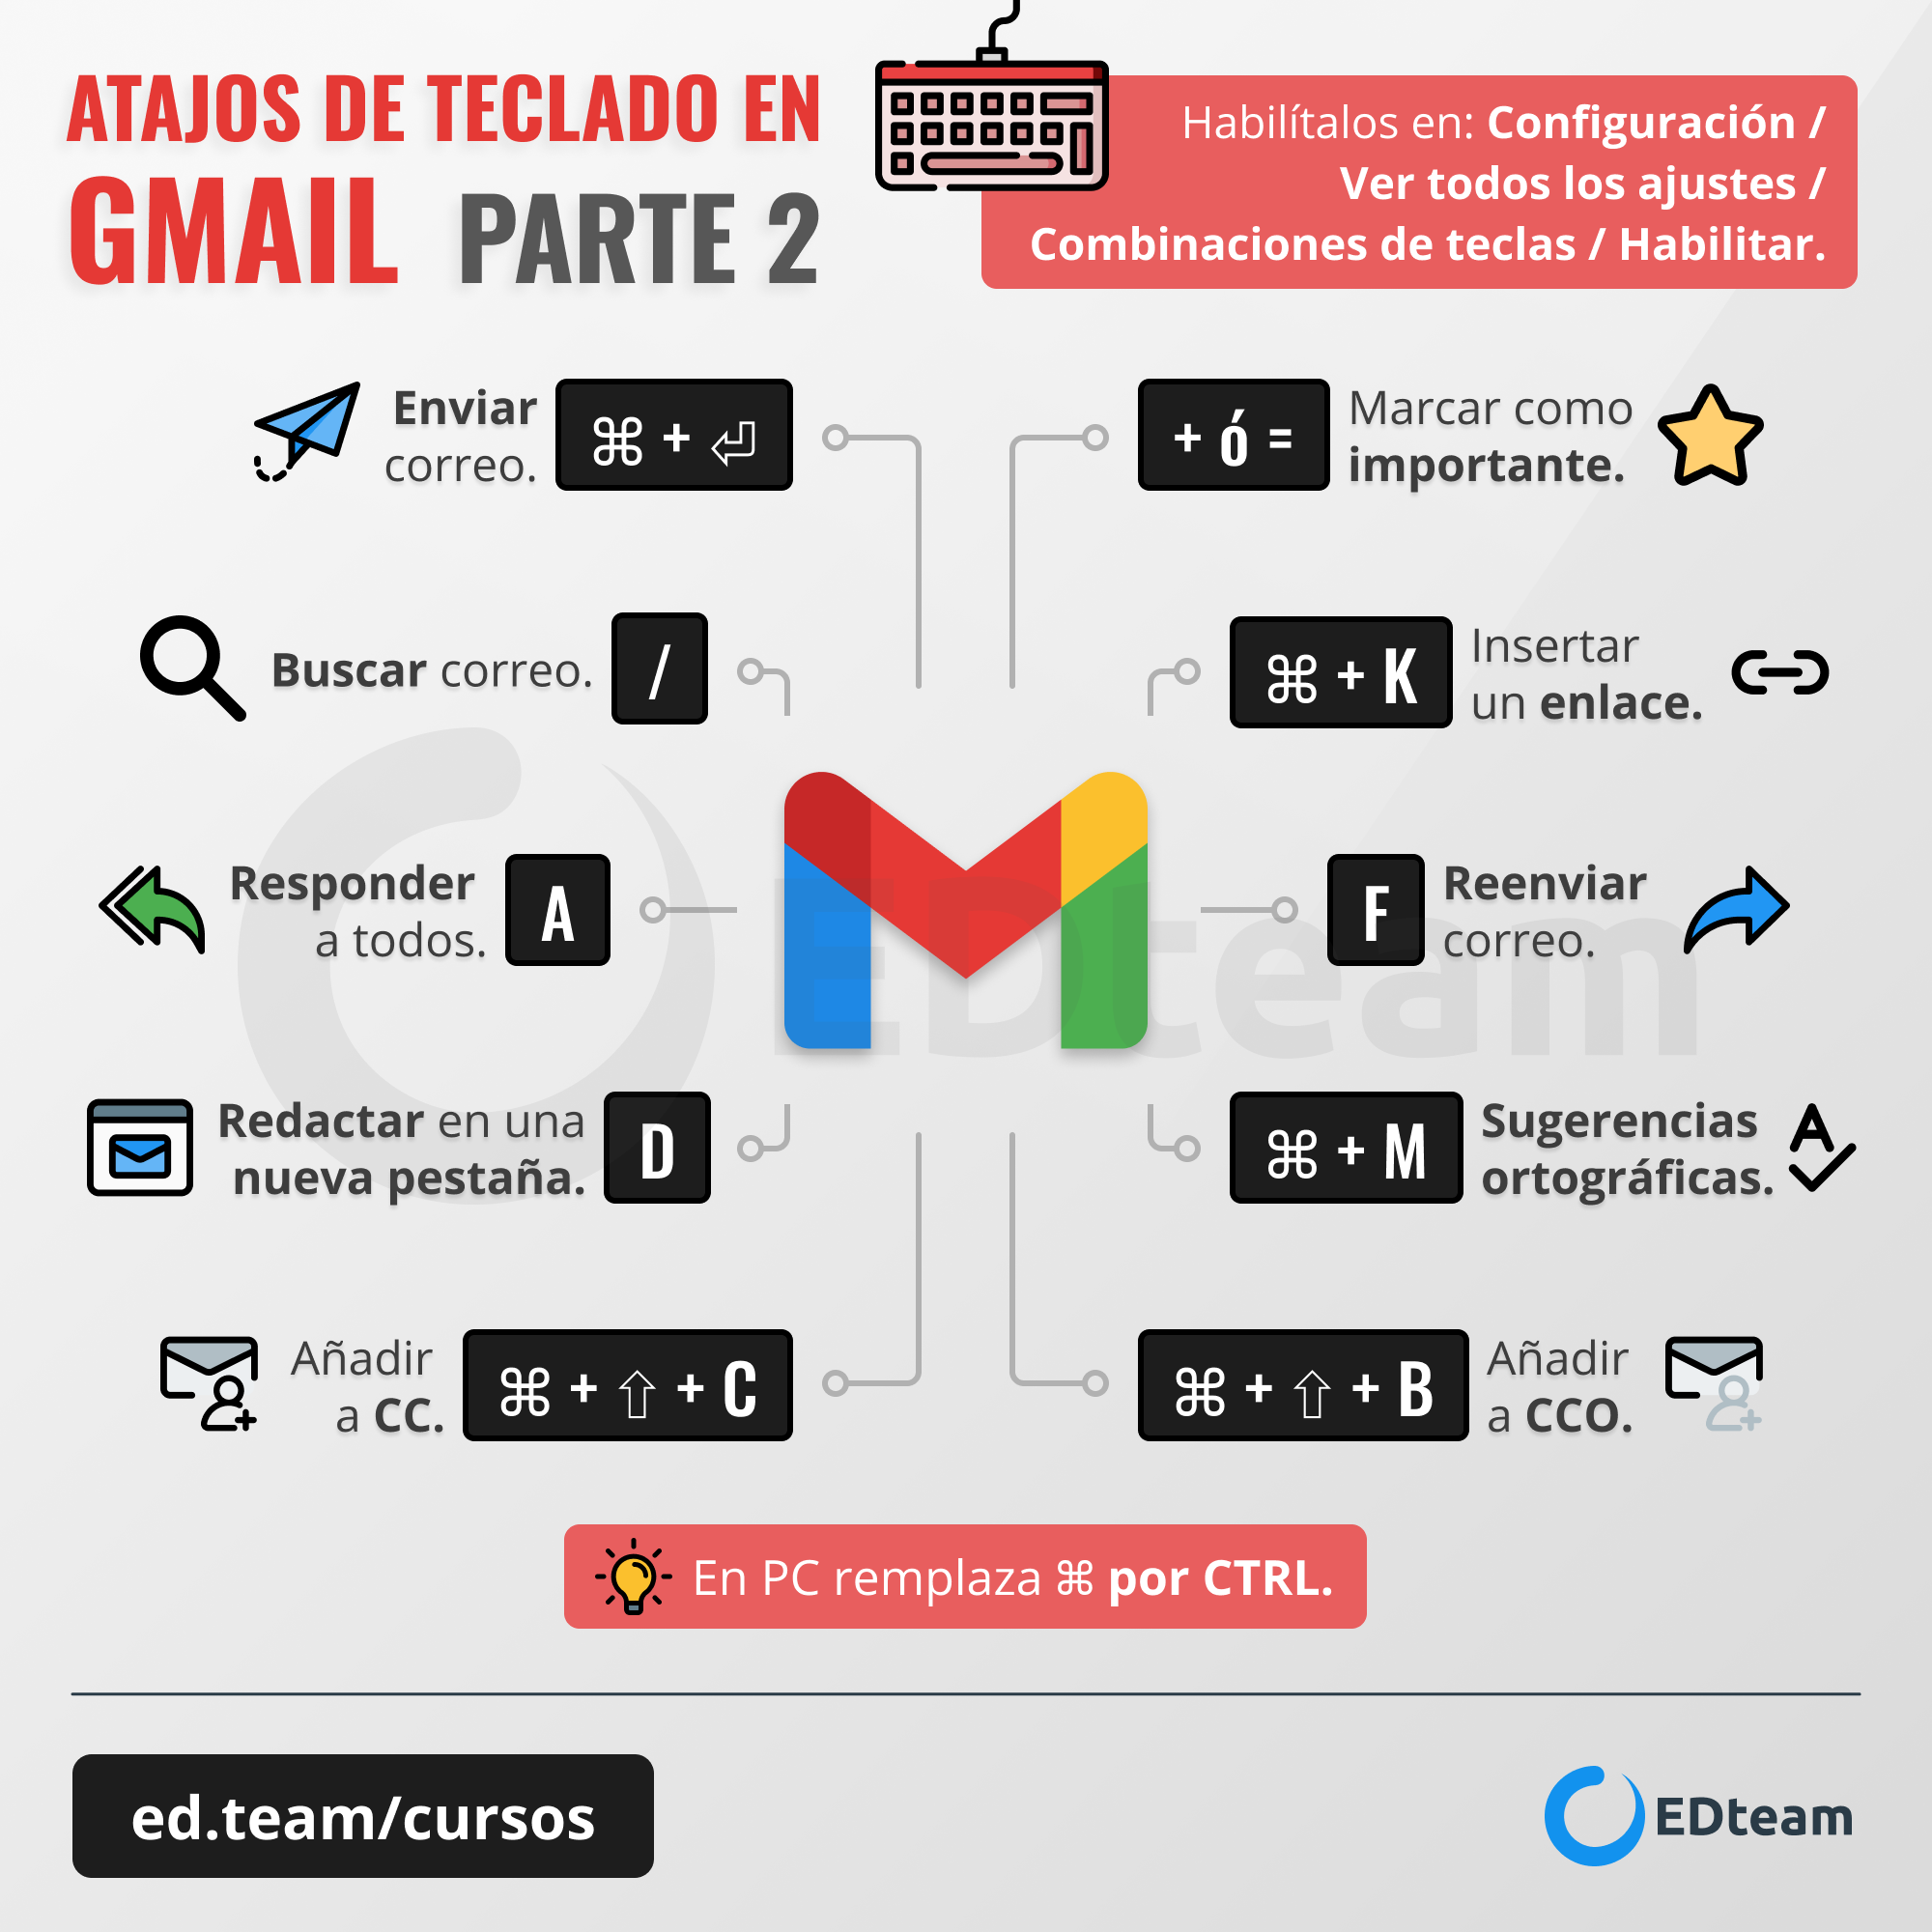 ATAJOS DE TECLADO EN
GMAIL PARTE 2
Habilítalos en: Configuración /
Ver todos los ajustes /
Combinaciones de teclas / Habilitar.
Enviar
correo.
⌘ + ⏎
+ ó =
Marcar como
importante.
Buscar correo.
/
⌘ + K
Insertar
un enlace.
Responder
a todos.
A
F
Reenviar
correo.
Redactar en una
nueva pestaña.
D
⌘ + M
Sugerencias
ortográficas.
Añadir
a CC.
⌘ + ⇧ + C
⌘ + ⇧ + B
Añadir
a CCO.
EDteam
En PC remplaza ⌘ por CTRL.
ed.team/cursos
EDteam